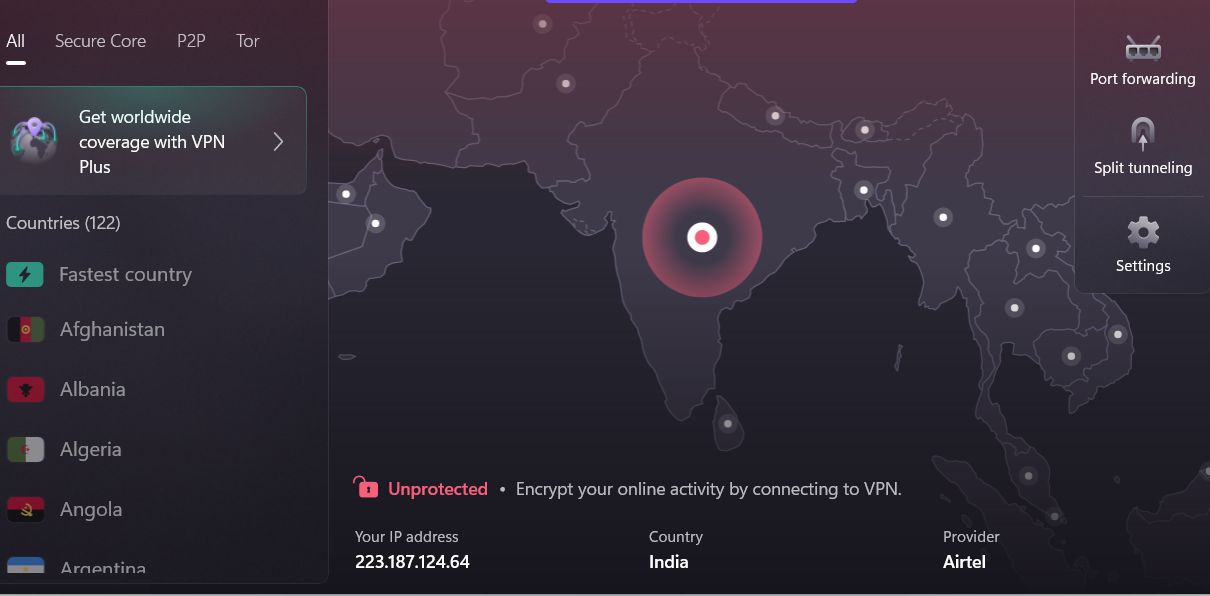 All Secure Core P2P Tor
Get worldwide
coverage with VPN
Plus
Countries (122)
Fastest country
Afghanistan
Albania
Algeria
Angola
Argentina
Port forwarding
Split tunneling
Settings
Unprotected • Encrypt your online activity by connecting to VPN.
Your IP address Country Provider
223.187.124.64 India Airtel